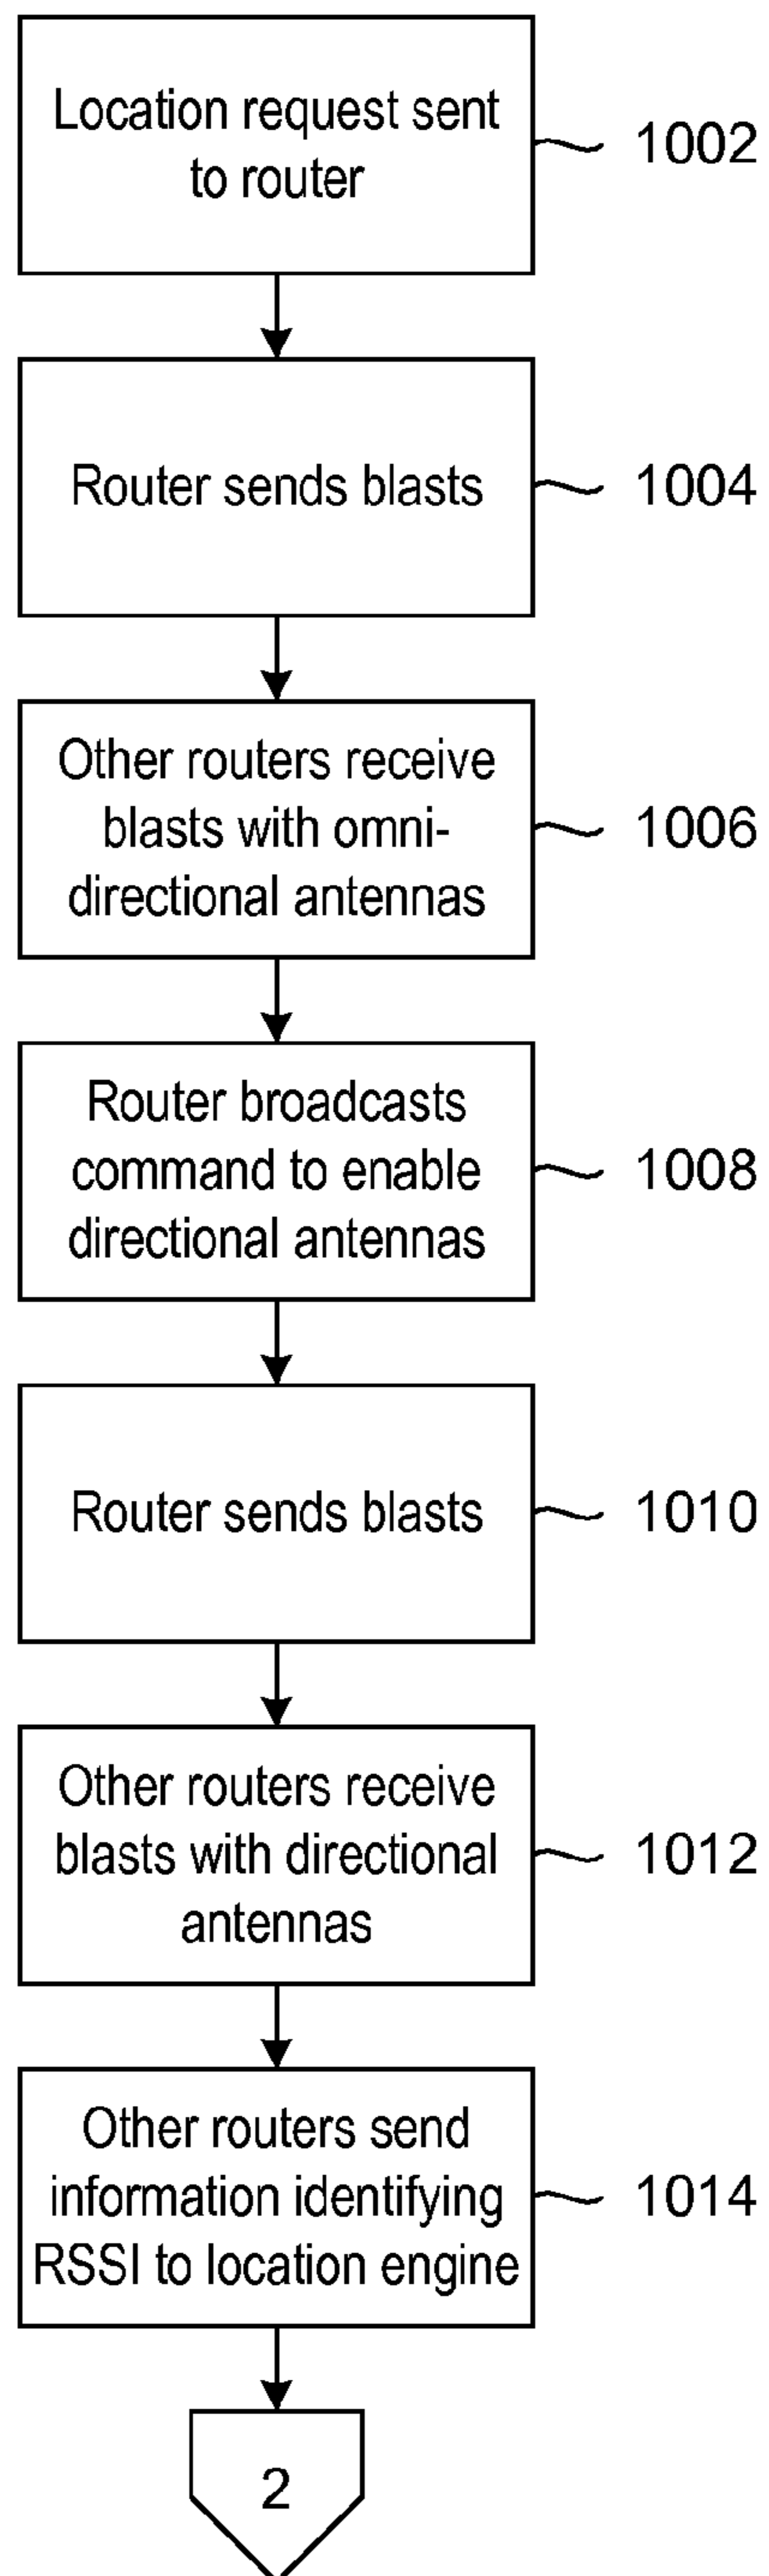 Location request sent
to router
1002
Router sends blasts
1004
Other routers receive
blasts with omni-
directional antennas
1006
Router broadcasts
command to enable
directional antennas
1008
Router sends blasts
1010
Other routers receive
blasts with directional
antennas
1012
Other routers send
information identifying
RSSI to location engine
1014
2